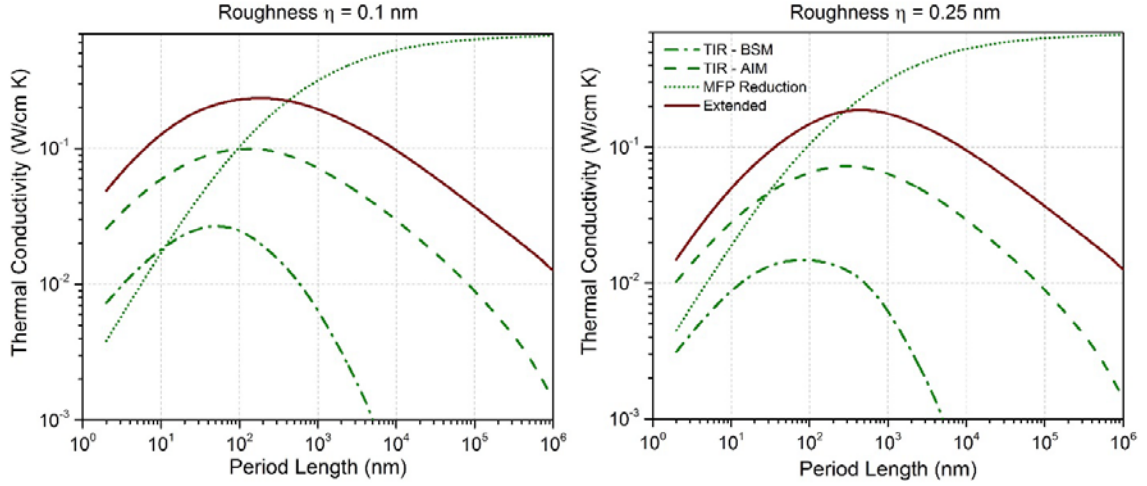 Roughness η = 0.1 nm
Thermal Conductivity (W/cm K)
10⁻¹
10⁻²
10⁻³
10⁰ 10¹ 10² 10³ 10⁴ 10⁵ 10⁶
Period Length (nm)
Roughness η = 0.25 nm
TIR - BSM
TIR - AIM
MFP Reduction
Extended
Thermal Conductivity (W/cm K)
10⁻¹
10⁻²
10⁻³
10⁰ 10¹ 10² 10³ 10⁴ 10⁵ 10⁶
Period Length (nm)